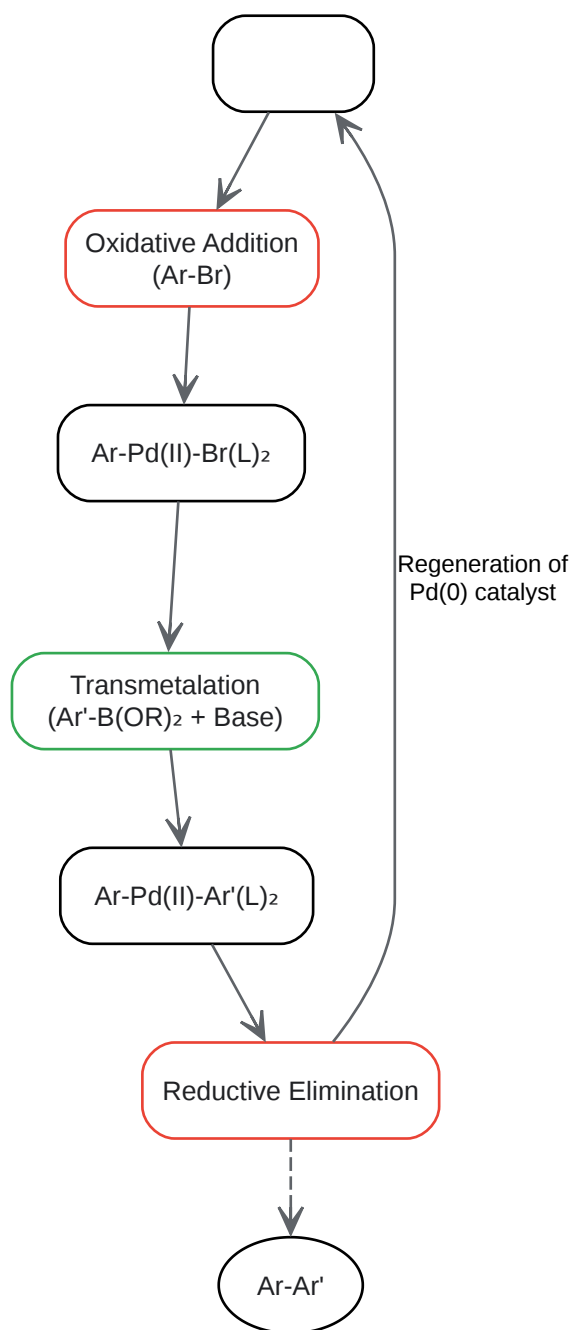 Oxidative Addition
(Ar-Br)
Ar-Pd(II)-Br(L)₂
Regeneration of
Pd(0) catalyst
Transmetalation
(Ar'-B(OR)₂ + Base)
Ar-Pd(II)-Ar'(L)₂
Reductive Elimination
Ar-Ar'